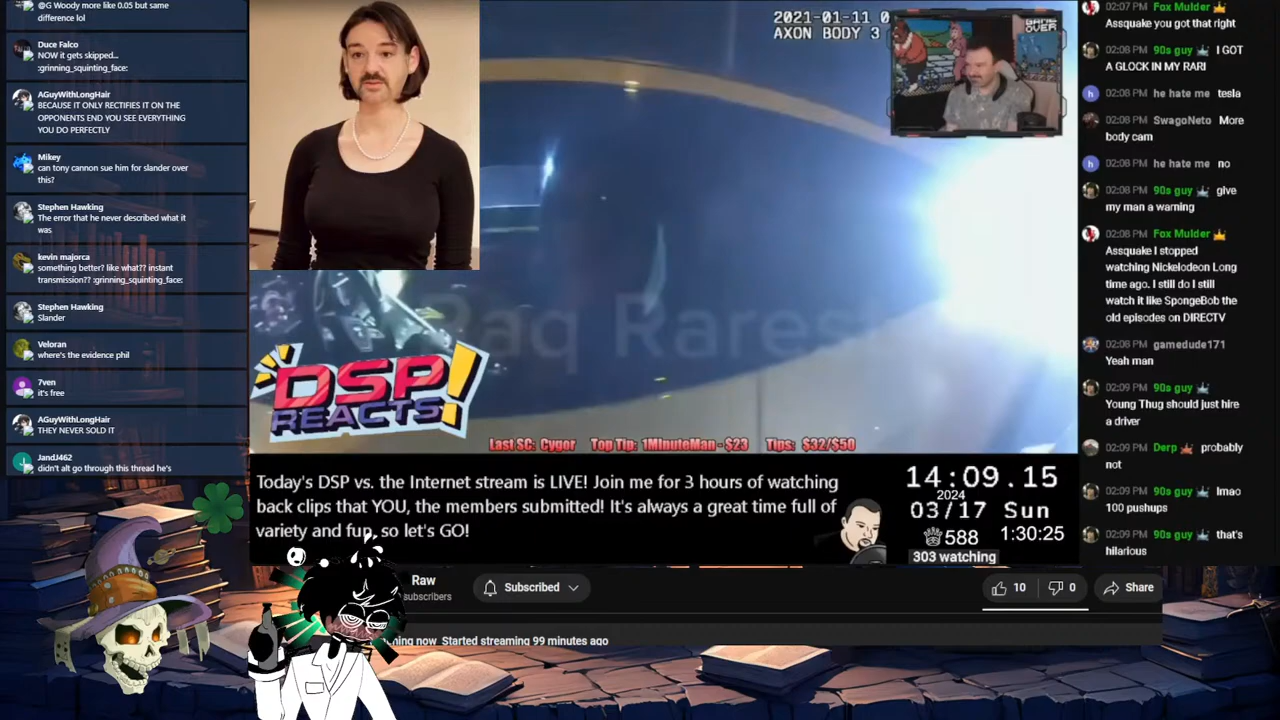 @G Woody more like 0.05 but same
difference lol
Duce Falco
NOW it gets skipped...
:grinning_squinting_face:
AGuyWithLongHair
BECAUSE IT ONLY RECTIFIES IT ON THE
OPPONENTS END YOU SEE EVERYTHING
YOU DO PERFECTLY
Mikey
can tony cannon sue him for slander over
this?
Stephen Hawking
The error that he never described what it
was
kevin majorca
something better? like what?? instant
transmission?? :grinning_squinting_face:
Stephen Hawking
Slander
Veloran
where's the evidence phil
7ven
it's free
AGuyWithLongHair
THEY NEVER SOLD IT
JandJ462
didn't alt go through this thread he's
2021-01-11 0
AXON BODY 3
GAME
OVER
aq Rares
DSP
REACTS!
Last SC: Cygor Top Tip: 1MinuteMan - $23 Tips: $32/$50
Today's DSP vs. the Internet stream is LIVE! Join me for 3 hours of watching
back clips that YOU, the members submitted! It's always a great time full of
variety and fun, so let's GO!
14:09.15
2024
03/17 Sun
588 1:30:25
303 watching
Raw
subscribers
Subscribed
10
0
Share
ning now Started streaming 99 minutes ago
02:07 PM Fox Mulder
Assquake you got that right
02:08 PM 90s guy I GOT
A GLOCK IN MY RARI
02:08 PM he hate me tesla
02:08 PM SwagoNeto More
body cam
02:08 PM he hate me no
02:08 PM 90s guy give
my man a warning
02:08 PM Fox Mulder
Assquake I stopped
watching Nickelodeon Long
time ago. I still do I still
watch it like SpongeBob the
old episodes on DIRECTV
02:08 PM gamedude171
Yeah man
02:09 PM 90s guy
Young Thug should just hire
a driver
02:09 PM Derp probably
not
02:09 PM 90s guy lmao
100 pushups
02:09 PM 90s guy that's
hilarious